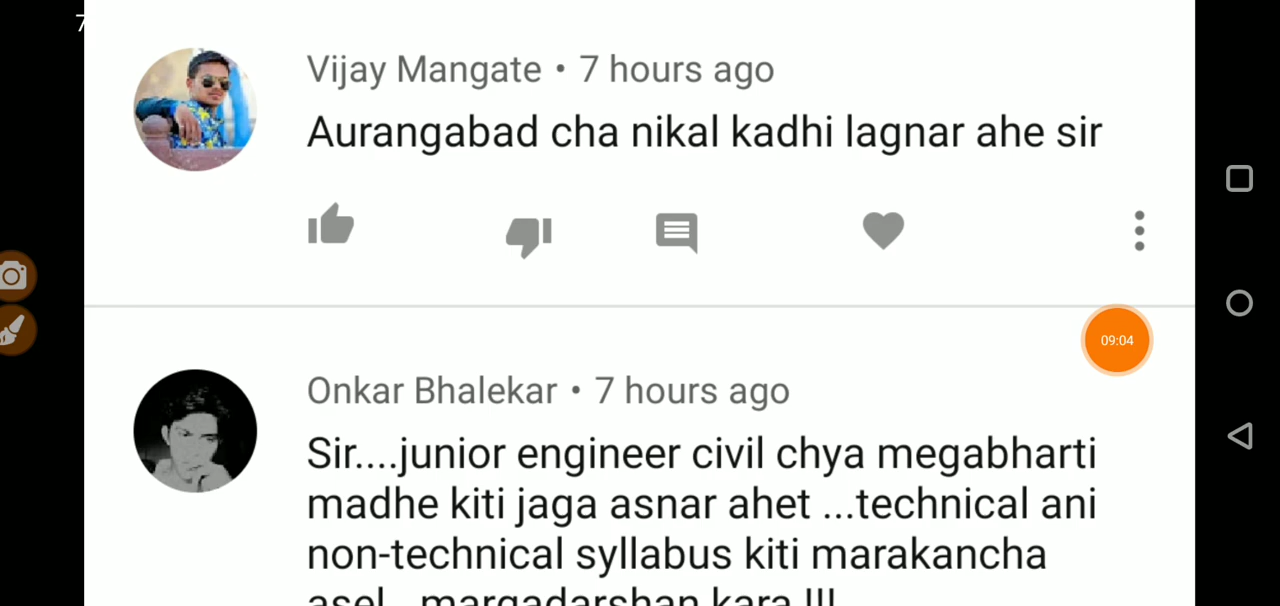 7
Vijay Mangate • 7 hours ago
Aurangabad cha nikal kadhi lagnar ahe sir
09:04
Onkar Bhalekar • 7 hours ago
Sir....junior engineer civil chya megabharti
madhe kiti jaga asnar ahet ...technical ani
non-technical syllabus kiti marakancha
asel...margadarshan kara !!!